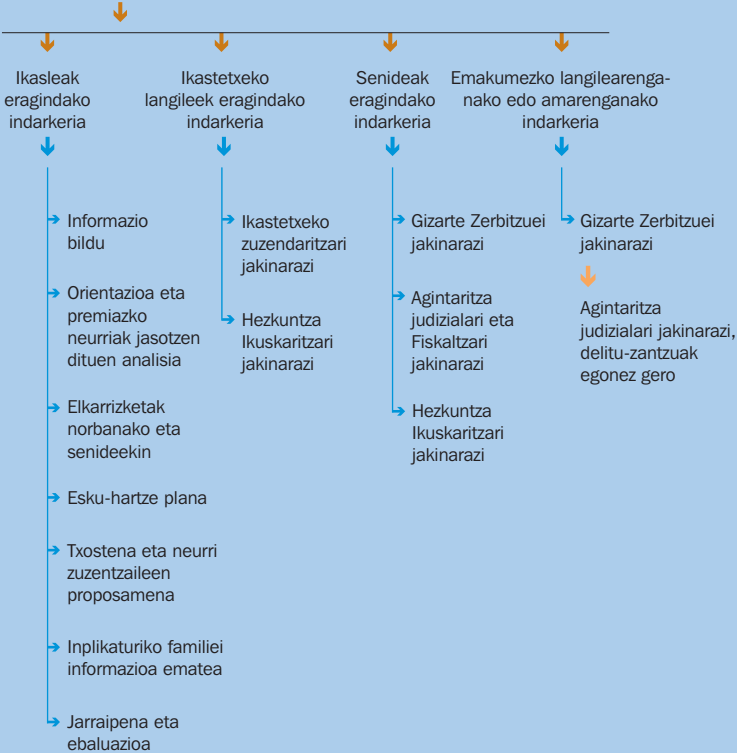 Ikasleak
eragindako
indarkeria
Ikastetxeko
langileek eragindako
indarkeria
Senideak
eragindako
indarkeria
Emakumezko langilearenga-
nako edo amarenganako
indarkeria
Informazio
bildu
Orientazioa eta
premiazko
neurriak jasotzen
dituen analisia
Elkarrizketak
norbanako eta
senideekin
Esku-hartze plana
Txostena eta neurri
zuzentzaileen
proposamena
Inplikaturiko familiei
informazioa ematea
Jarraipena eta
ebaluazioa
Ikastetxeko
zuzendaritzari
jakinarazi
Hezkuntza
Ikuskaritzari
jakinarazi
Gizarte Zerbitzuei
jakinarazi
Agintaritza
judizialari eta
Fiskaltzari
jakinarazi
Hezkuntza
Ikuskaritzari
jakinarazi
Gizarte Zerbitzuei
jakinarazi
Agintaritza
judizialari jakinarazi,
delitu-zantzuak
egonez gero